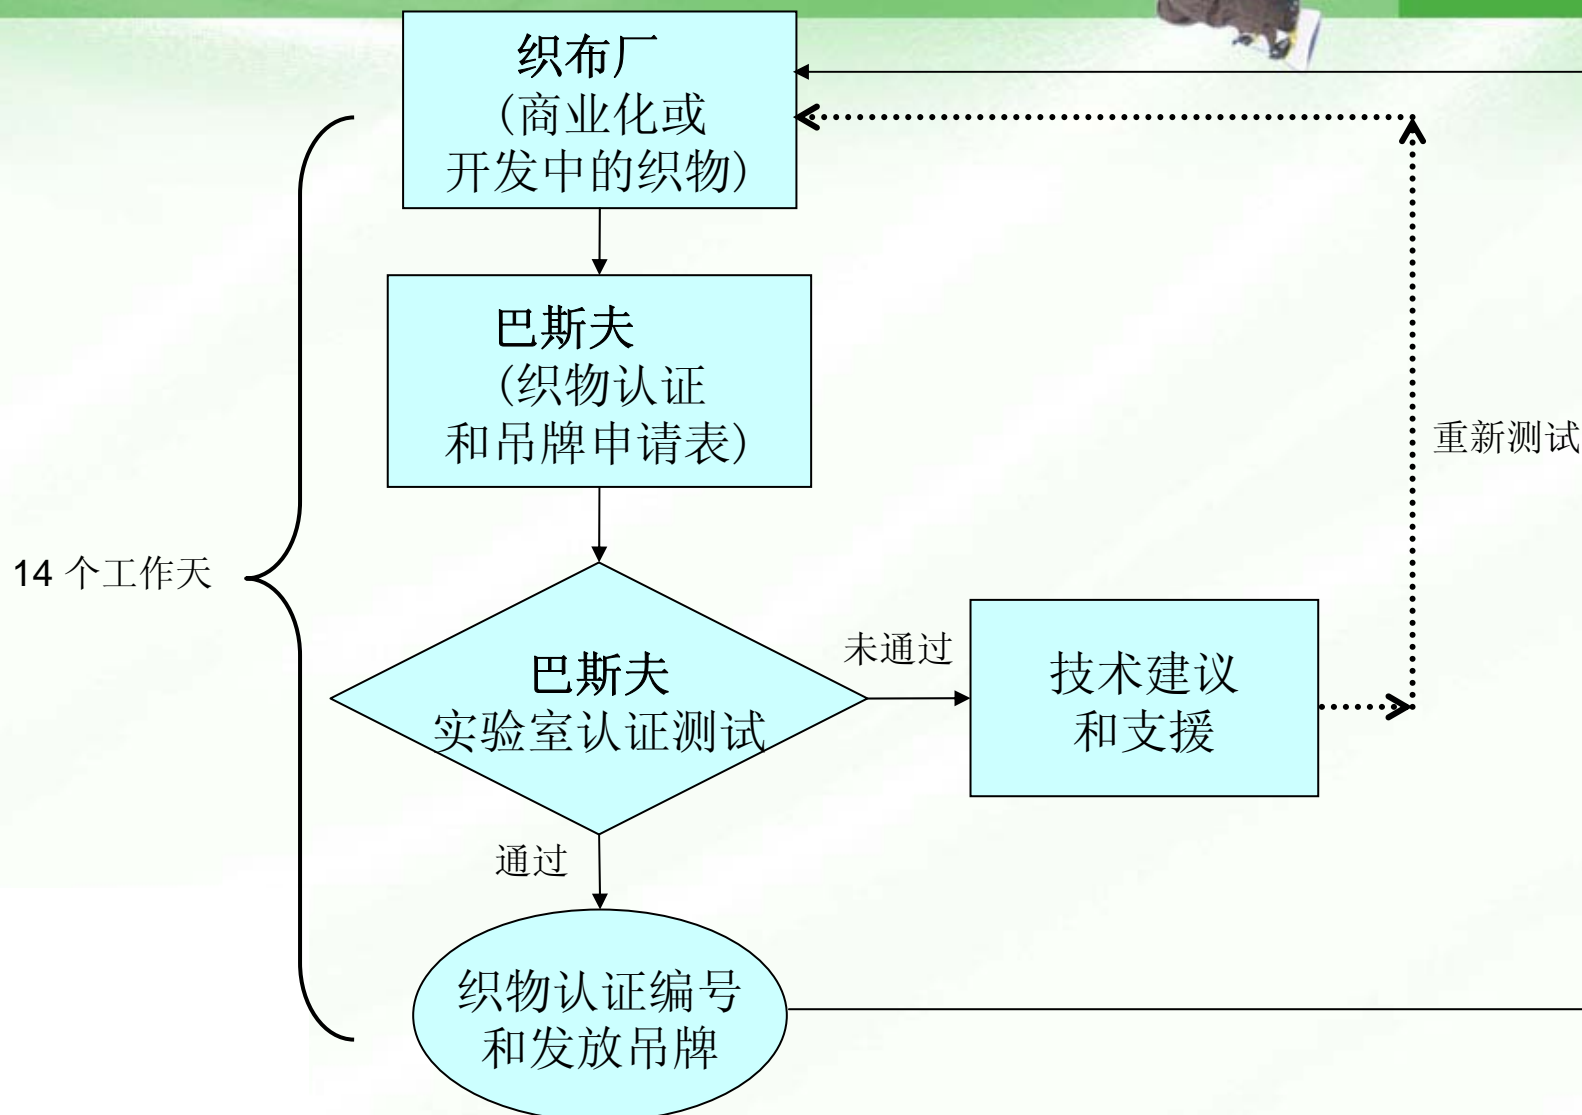 织布厂
(商业化或
开发中的织物)
巴斯夫
(织物认证
和吊牌申请表)
重新测试
14 个工作天
巴斯夫
实验室认证测试
未通过
技术建议
和支援
通过
织物认证编号
和发放吊牌